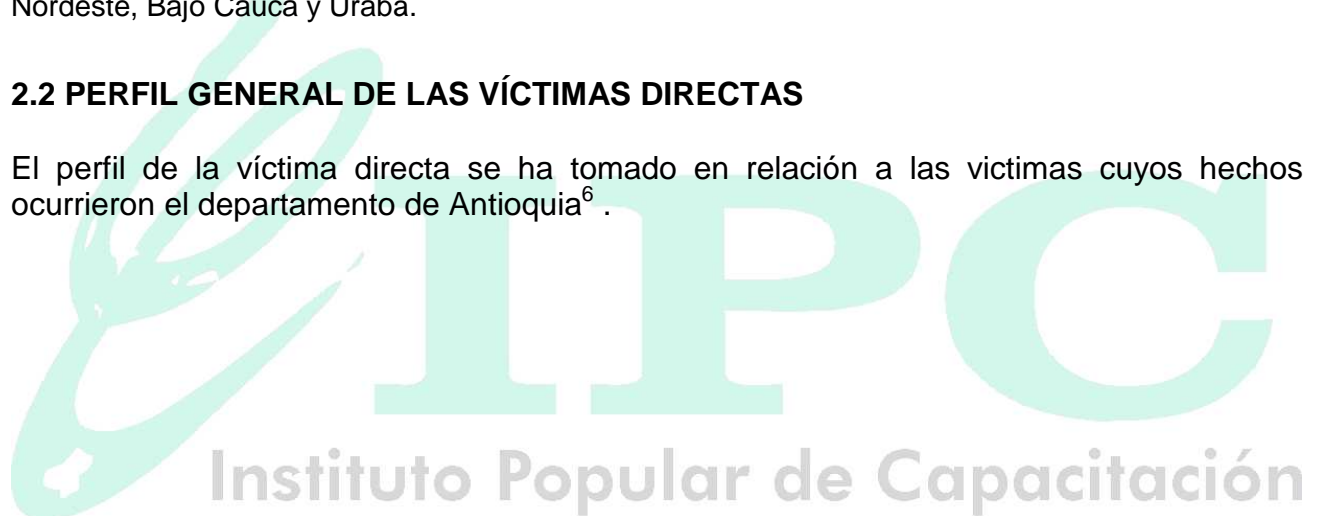 Nordeste, Bajo Cauca y Urabá.
2.2 PERFIL GENERAL DE LAS VÍCTIMAS DIRECTAS
El perfil de la víctima directa se ha tomado en relación a las victimas cuyos hechos
ocurrieron el departamento de Antioquia⁶ .
IPC
Instituto Popular de Capacitación